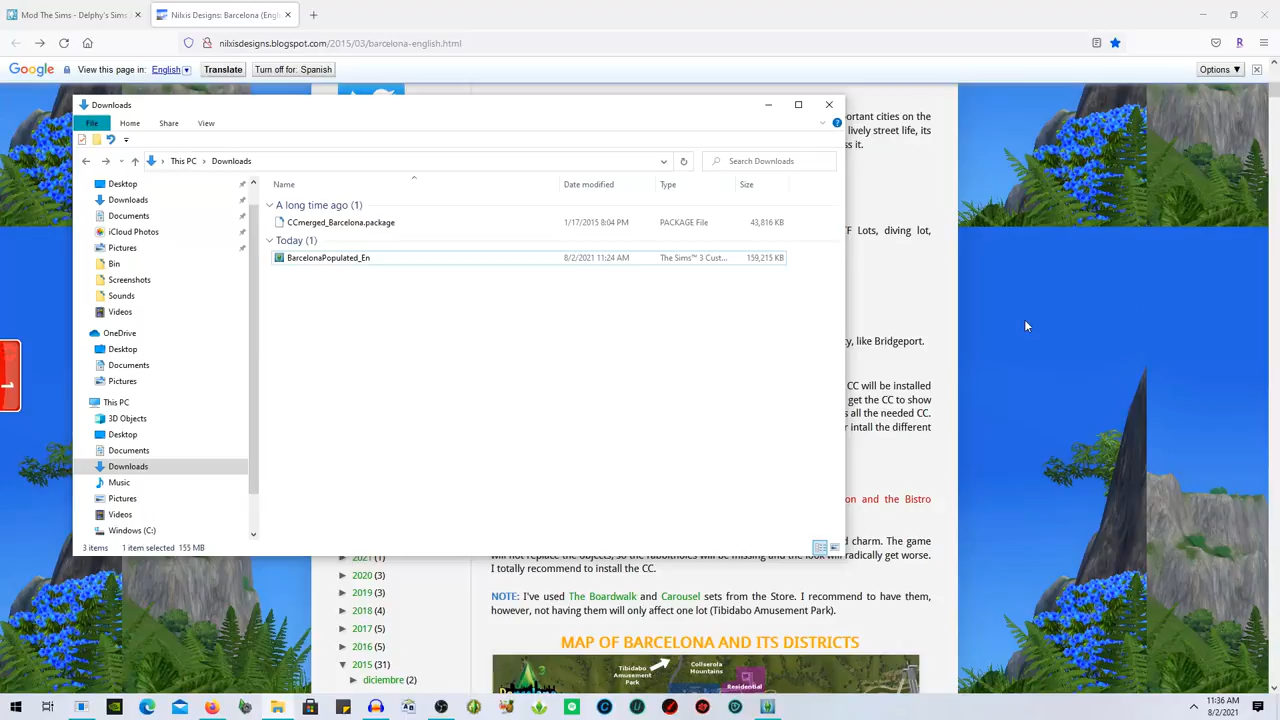 Mod The Sims - Delphy's Sims
Nilxis Designs: Barcelona (Engl
nilxisdesigns.blogspot.com/2015/03/barcelona-english.html
Google View this page in: English Translate Turn off for: Spanish Options ▼
Downloads
File Home Share View
This PC > Downloads
Search Downloads
Name Date modified Type Size
A long time ago (1)
CCmerged_Barcelona.package 1/17/2015 8:04 PM PACKAGE File 43,816 KB
Today (1)
BarcelonaPopulated_En 8/2/2021 11:24 AM The Sims™ 3 Cust... 159,215 KB
Desktop
Downloads
Documents
iCloud Photos
Pictures
Bin
Screenshots
Sounds
Videos
OneDrive
Desktop
Documents
Pictures
This PC
3D Objects
Desktop
Documents
Downloads
Music
Pictures
Videos
Windows (C:)
3 items 1 item selected 155 MB
portant cities on the
lively street life, its
ss it.
FF Lots, diving lot,
ty, like Bridgeport.
CC will be installed
get the CC to show
s all the needed CC.
r intall the different
on and the Bistro
d charm. The game
will not replace the objects, so the rabbitholes will be missing and the look will radically get worse.
I totally recommend to install the CC.
NOTE: I've used The Boardwalk and Carousel sets from the Store. I recommend to have them,
however, not having them will only affect one lot (Tibidabo Amusement Park).
MAP OF BARCELONA AND ITS DISTRICTS
Tibidabo
Amusement
Park
Collserola
Mountains
Residential
2021 (1)
2020 (3)
2019 (3)
2018 (4)
2017 (5)
2016 (5)
2015 (31)
diciembre (2)
11:36 AM
8/2/2021